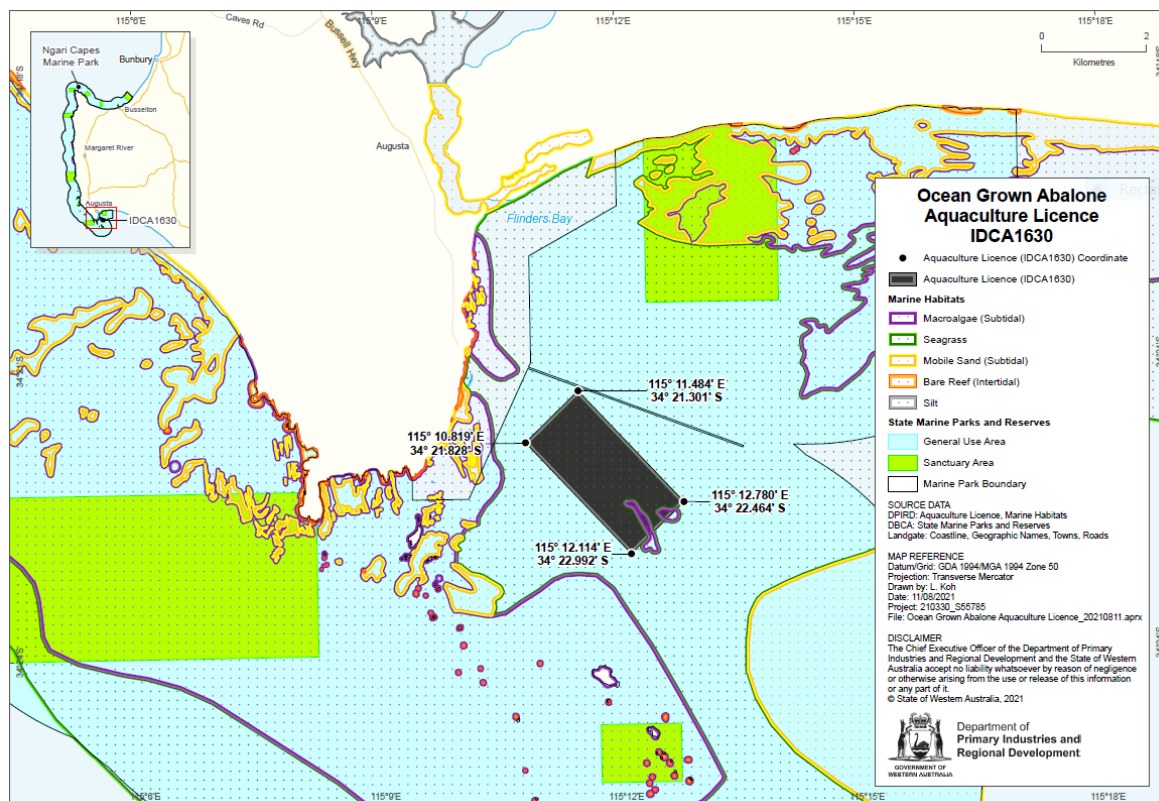 115°6'E
115°9'E
115°12'E
115°15'E
115°18'E
Caves Rd
Bussell Hwy
0
2
Kilometres
Ngari Capes
Marine Park
Bunbury
Busselton
Margaret River
Augusta
IDCA1630
Augusta
Flinders Bay
115° 11.484' E
34° 21.301' S
115° 10.819' E
34° 21.828' S
115° 12.780' E
34° 22.464' S
115° 12.114' E
34° 22.992' S
Ocean Grown Abalone
Aquaculture Licence
IDCA1630
Aquaculture Licence (IDCA1630) Coordinate
Aquaculture Licence (IDCA1630)
Marine Habitats
Macroalgae (Subtidal)
Seagrass
Mobile Sand (Subtidal)
Bare Reef (Intertidal)
Silt
State Marine Parks and Reserves
General Use Area
Sanctuary Area
Marine Park Boundary
SOURCE DATA
DPIRD: Aquaculture Licence, Marine Habitats
DBCA: State Marine Parks and Reserves
Landgate: Coastline, Geographic Names, Towns, Roads
MAP REFERENCE
Datum/Grid: GDA 1994/MGA 1994 Zone 50
Projection: Transverse Mercator
Drawn by: L. Koh
Date: 11/08/2021
Project: 210330_S55785
File: Ocean Grown Abalone Aquaculture Licence_20210811.aprx
DISCLAIMER
The Chief Executive Officer of the Department of Primary
Industries and Regional Development and the State of Western
Australia accept no liability whatsoever by reason of negligence
or otherwise arising from the use or release of this information
or any part of it.
© State of Western Australia, 2021
Department of
Primary Industries and
Regional Development
GOVERNMENT OF
WESTERN AUSTRALIA
34°24'S
115°6'E
115°9'E
115°12'E
115°15'E
115°18'E